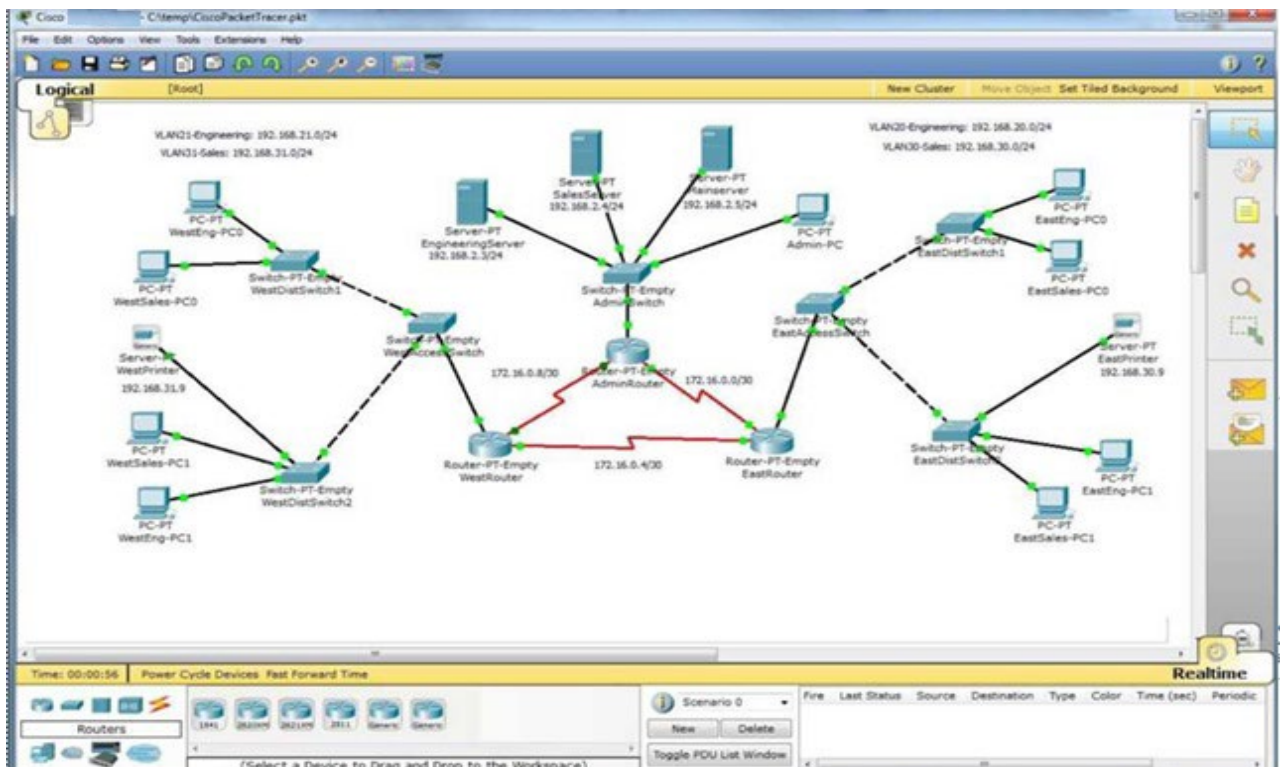 Cisco - C:\temp\CiscoPacketTracer.pkt
File Edit Options View Tools Extensions Help
Logical [Root] New Cluster Move Object Set Tiled Background Viewport
VLAN21-Engineering: 192.168.21.0/24
VLAN31-Sales: 192.168.31.0/24
VLAN20-Engineering: 192.168.20.0/24
VLAN30-Sales: 192.168.30.0/24
PC-PT
WestEng-PC0
PC-PT
WestSales-PC0
Switch-PT-Empty
WestDistSwitch1
Server-PT
EngineeringServer
192.168.2.3/24
Server-PT
SalesServer
192.168.2.4/24
Server-PT
Mainserver
192.168.2.5/24
PC-PT
Admin-PC
Switch-PT-Empty
AdminSwitch
Switch-PT-Empty
EastDistSwitch1
PC-PT
EastEng-PC0
PC-PT
EastSales-PC0
Switch-PT-Empty
WestAccessSwitch
Switch-PT-Empty
EastAccessSwitch
WestPrinter
192.168.31.9
Server-PT
EastPrinter
192.168.30.9
172.16.0.8/30
Router-PT-Empty
AdminRouter
172.16.0.0/30
PC-PT
WestSales-PC1
Switch-PT-Empty
WestDistSwitch2
PC-PT
WestEng-PC1
Router-PT-Empty
WestRouter
172.16.0.4/30
Router-PT-Empty
EastRouter
Switch-PT-Empty
PC-PT
EastEng-PC1
PC-PT
EastSales-PC1
Time: 00:00:56 Power Cycle Devices Fast Forward Time Realtime
Routers
1841 2620XM 2621XM 2811 Generic Generic
(Select a Device to Drag and Drop to the Workspace)
Scenario 0
New Delete
Toggle PDU List Window
Fire Last Status Source Destination Type Color Time (sec) Periodic